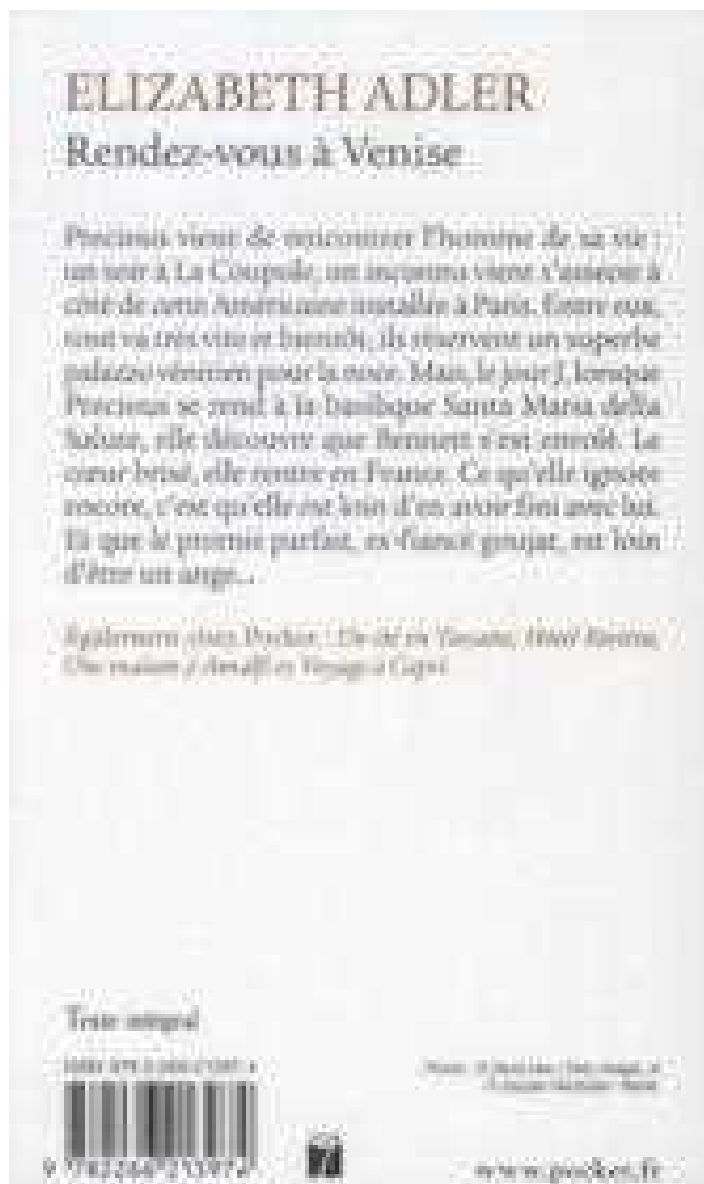 ELIZABETH ADLER
Rendez-vous à Venise
Precious vient de rencontrer l'homme de sa vie :
un soir à La Coupole, un inconnu vient s'asseoir à
côté de cette Américaine installée à Paris. Entre eux,
tout va très vite et bientôt, ils réservent un superbe
palazzo vénitien pour la noce. Mais, le jour J, lorsque
Precious se rend à la basilique Santa Maria della
Salute, elle découvre que Bennett s'est envolé. Le
cœur brisé, elle rentre en France. Ce qu'elle ignore
encore, c'est qu'elle est loin d'en avoir fini avec lui.
Et que le promis parfait, ex-fiancé goujat, est loin
d'être un ange...
Également chez Pocker : Un été en Toscane, Hôtel Riviera,
Une maison à Amalfi et Voyage à Capri
Texte intégral
ISBN
www.pocker.fr